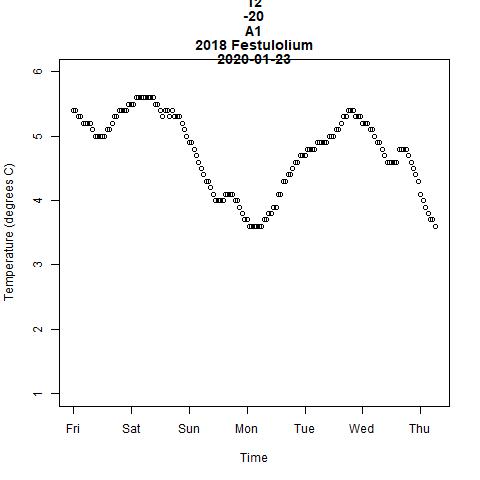 T2
-20
A1
2018 Festulolium
2020-01-23
Temperature (degrees C)
6
5
4
3
2
1
Fri Sat Sun Mon Tue Wed Thu
Time